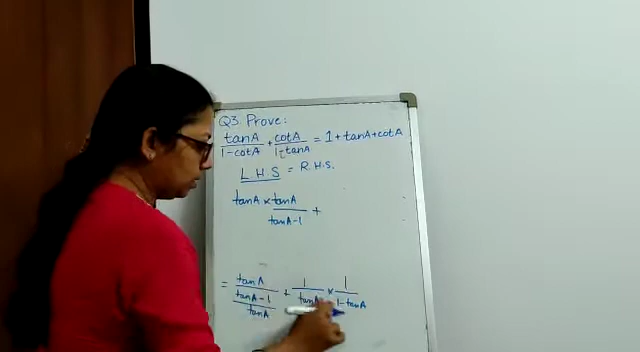 Q3. Prove:
tanA/1-cotA + cotA/1-tanA = 1+tanA+cotA
L.H.S = R.H.S.
tanA × tanA/tanA-1 +
= tanA/(tanA-1/tanA) + 1/tanA × 1/1-tanA